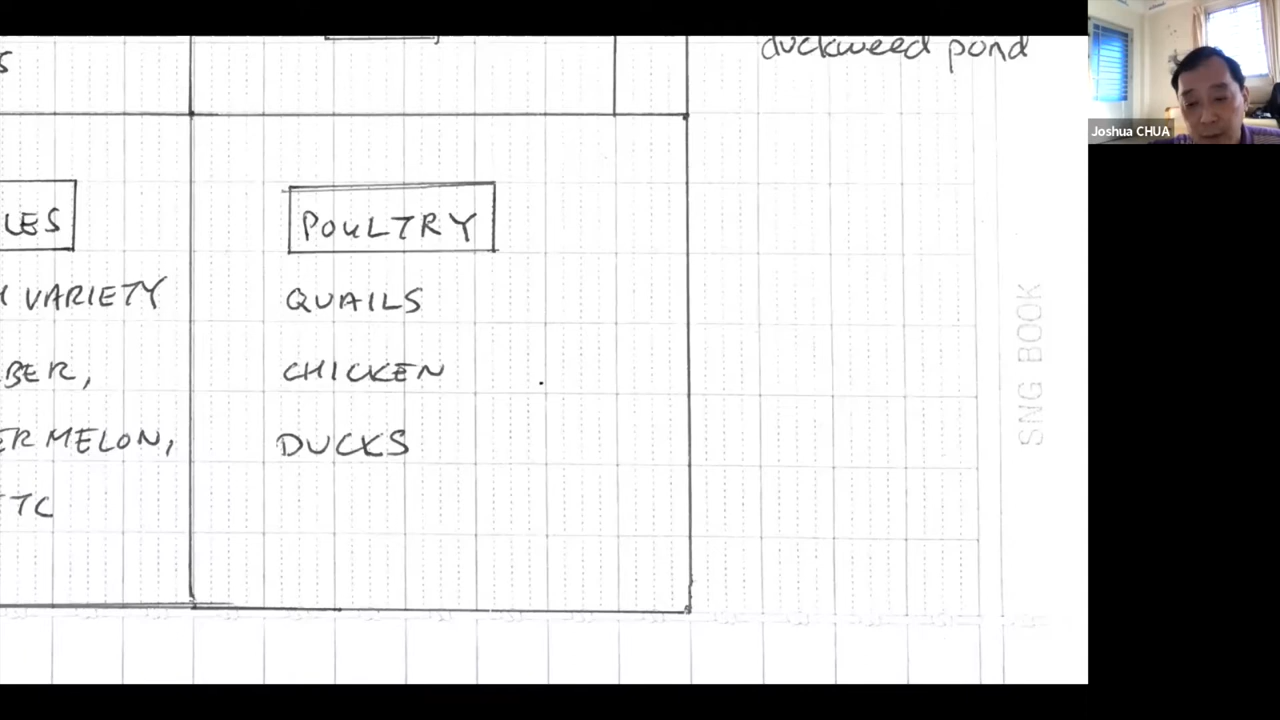 duckweed pond
Joshua CHUA
POULTRY
LES
QUAILS
VARIETY
CHICKEN
BER,
DUCKS
ER MELON,
TC
SNG BOOK